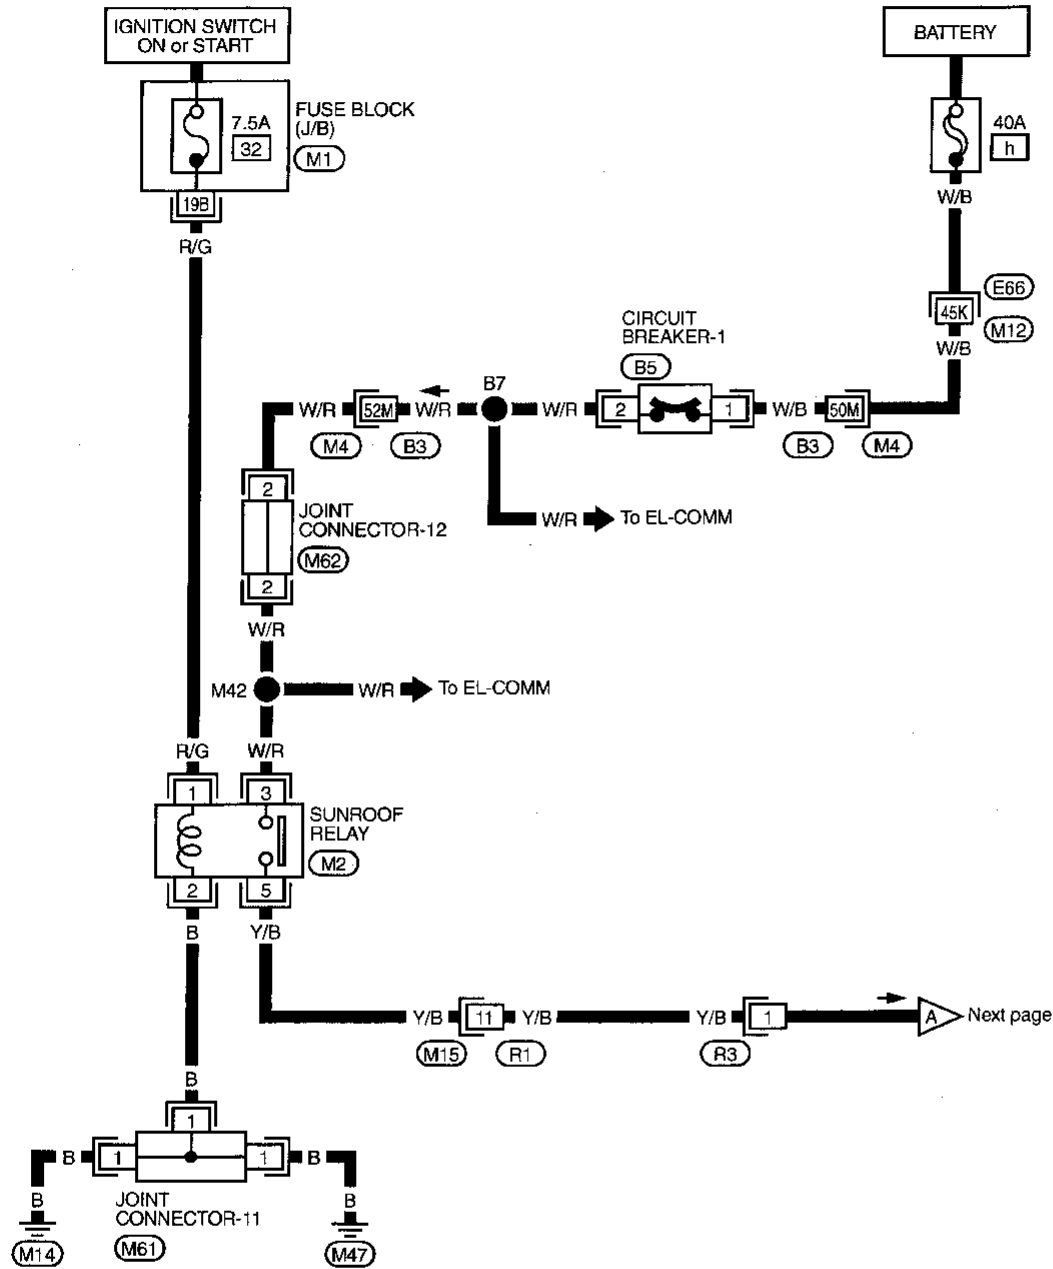 IGNITION SWITCH
ON or START
BATTERY
FUSE BLOCK
(J/B)
7.5A
32
M1
40A
h
19B
W/B
R/G
E66
45K
M12
CIRCUIT
BREAKER-1
W/B
B5
B7
W/R
52M
W/R
W/R
2
1
W/B
50M
M4
B3
B3
M4
2
JOINT
CONNECTOR-12
W/R
To EL-COMM
M62
2
W/R
M42
W/R
To EL-COMM
R/G
W/R
1
3
SUNROOF
RELAY
M2
2
5
B
Y/B
Y/B
11
Y/B
Y/B
1
A
Next page
M15
R1
R3
B
1
B
1
1
B
B
JOINT
CONNECTOR-11
B
M14
M61
M47